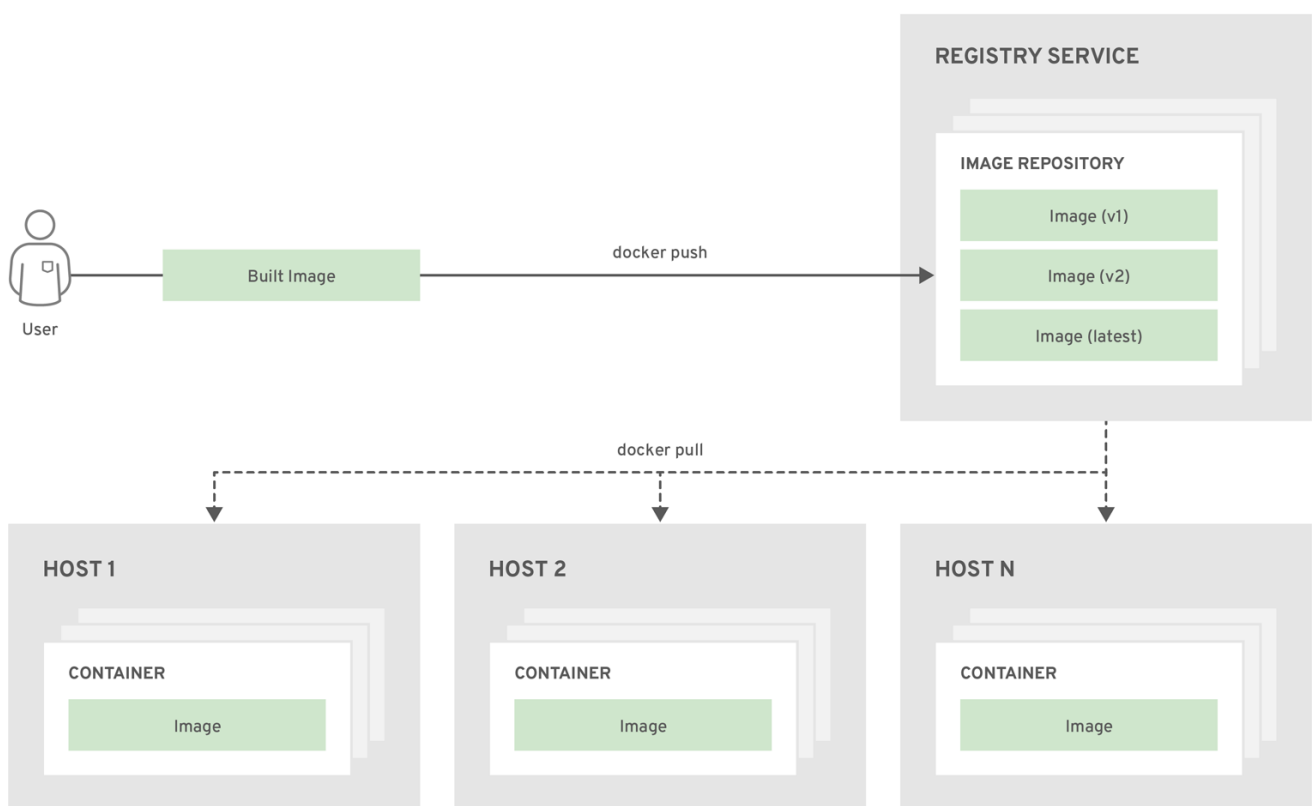 REGISTRY SERVICE
IMAGE REPOSITORY
Image (v1)
Image (v2)
Image (latest)
User
Built Image
docker push
docker pull
HOST 1
CONTAINER
Image
HOST 2
CONTAINER
Image
HOST N
CONTAINER
Image